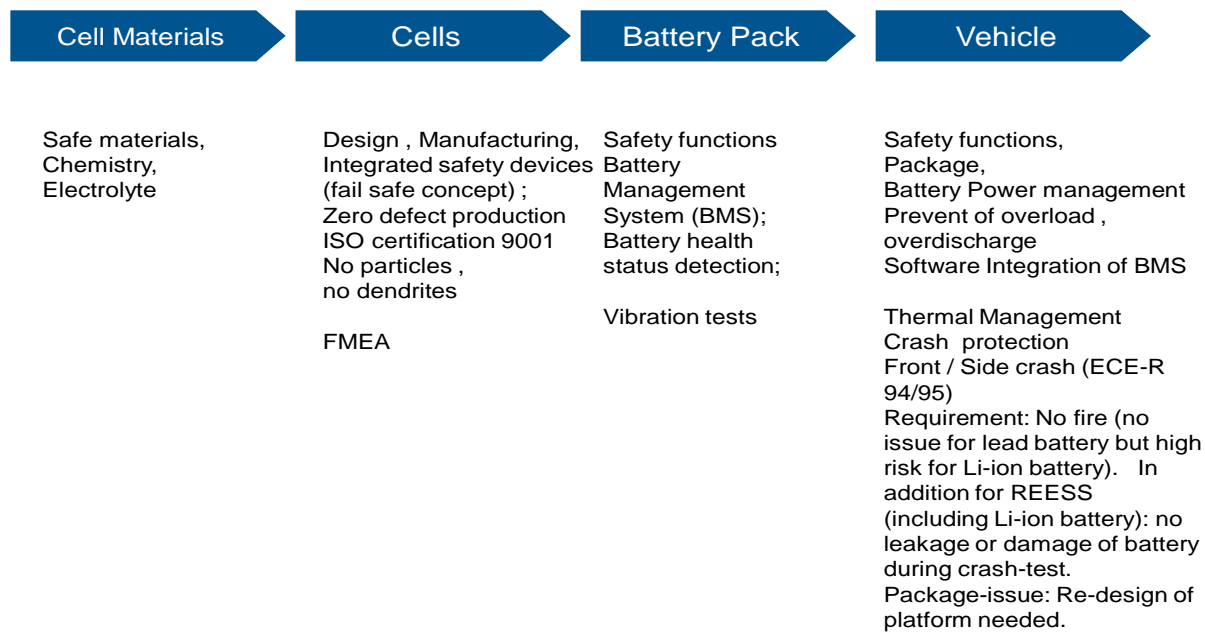 Cell Materials
Cells
Battery Pack
Vehicle
Safe materials,
Chemistry,
Electrolyte
Design , Manufacturing,
Integrated safety devices
(fail safe concept) ;
Zero defect production
ISO certification 9001
No particles ,
no dendrites
FMEA
Safety functions
Battery
Management
System (BMS);
Battery health
status detection;
Vibration tests
Safety functions,
Package,
Battery Power management
Prevent of overload ,
overdischarge
Software Integration of BMS
Thermal Management
Crash protection
Front / Side crash (ECE-R
94/95)
Requirement: No fire (no
issue for lead battery but high
risk for Li-ion battery). In
addition for REESS
(including Li-ion battery): no
leakage or damage of battery
during crash-test.
Package-issue: Re-design of
platform needed.